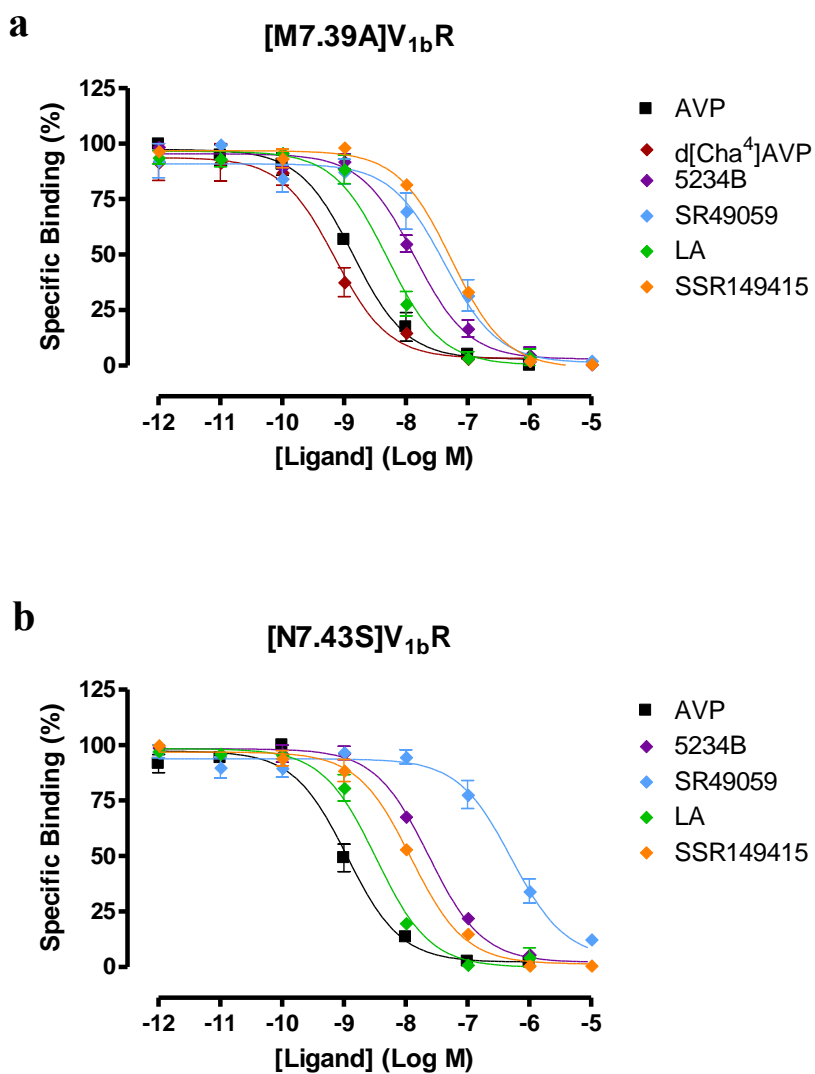 a
[M7.39A]V1bR
Specific Binding (%)
125
100
75
50
25
0
-12 -11 -10 -9 -8 -7 -6 -5
[Ligand] (Log M)
AVP
d[Cha⁴]AVP
5234B
SR49059
LA
SSR149415
b
[N7.43S]V1bR
Specific Binding (%)
125
100
75
50
25
0
-12 -11 -10 -9 -8 -7 -6 -5
[Ligand] (Log M)
AVP
5234B
SR49059
LA
SSR149415